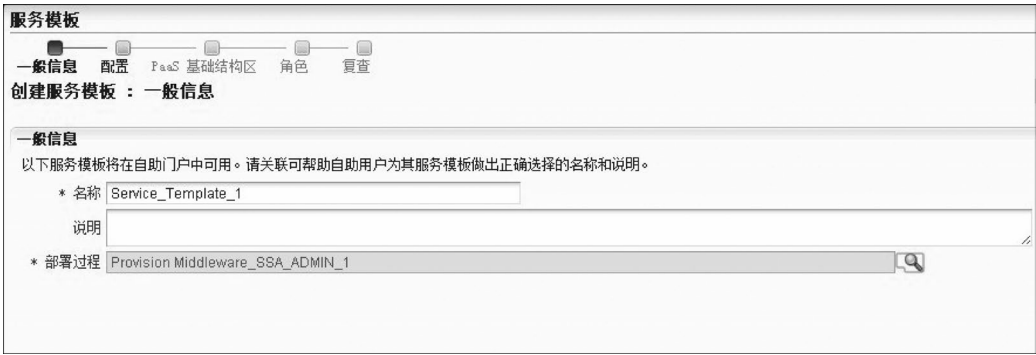 服务模板
一般信息 配置 PaaS 基础结构区 角色 复查
创建服务模板 : 一般信息
一般信息
以下服务模板将在自助门户中可用。请关联可帮助自助用户为其服务模板做出正确选择的名称和说明。
* 名称 Service_Template_1
说明
* 部署过程 Provision Middleware_SSA_ADMIN_1